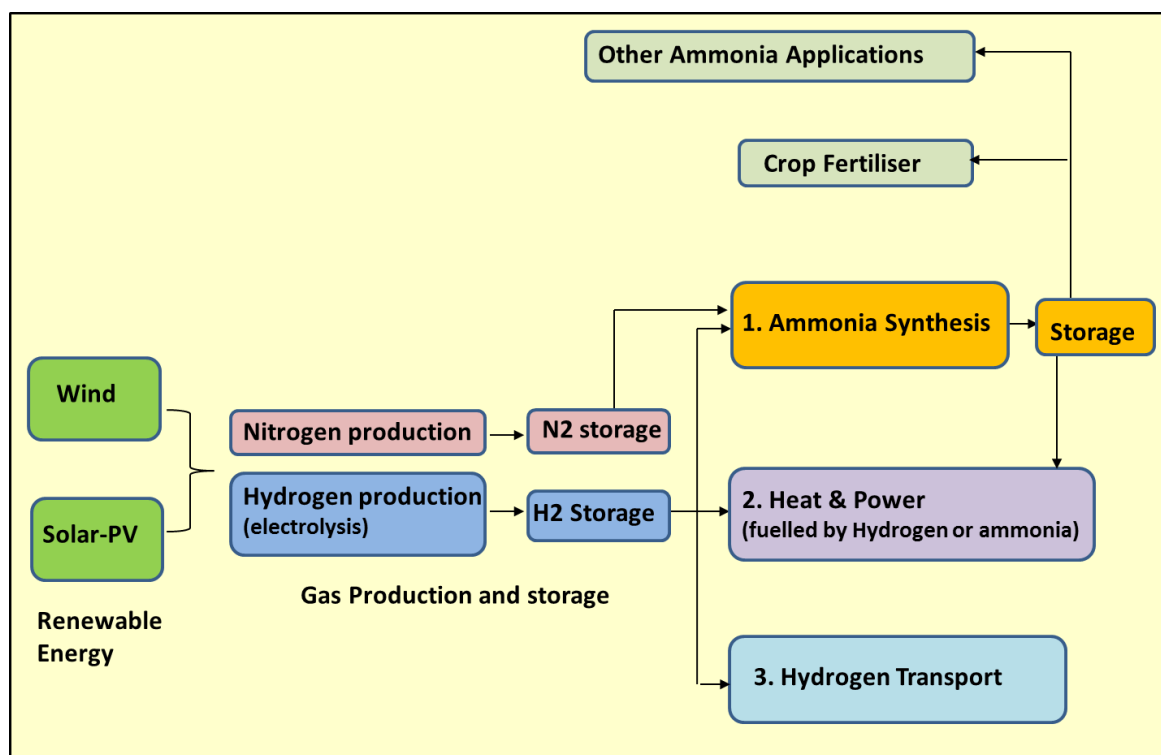 Other Ammonia Applications
Crop Fertiliser
1. Ammonia Synthesis
Storage
Wind
Nitrogen production
N2 storage
Hydrogen production
(electrolysis)
H2 Storage
2. Heat & Power
(fuelled by Hydrogen or ammonia)
Solar-PV
Gas Production and storage
Renewable
Energy
3. Hydrogen Transport